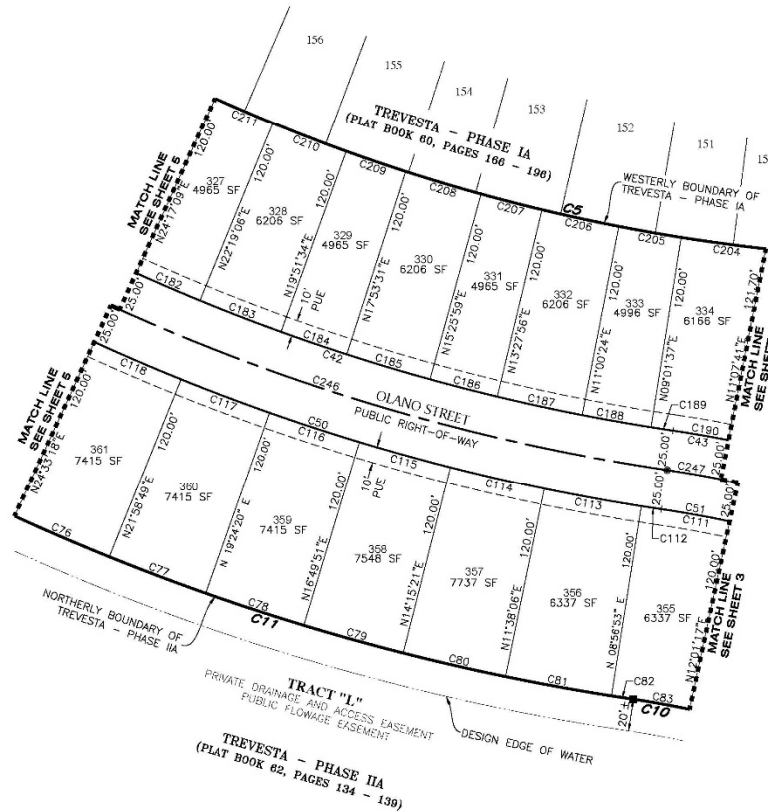 156
155
154
153
152
151
15
TREVESTA - PHASE IA
(PLAT BOOK 60, PAGES 166 - 196)
WESTERLY BOUNDARY OF
TREVESTA - PHASE IA
C211
C210
C209
C208
C207
C5
C206
C205
C204
MATCH LINE
SEE SHEET 5
120.00'
N24°17'09"E
327
4965 SF
120.00'
N22°19'06"E
328
6206 SF
120.00'
N19°51'34"E
329
4965 SF
120.00'
N17°53'31"E
330
6206 SF
120.00'
N15°25'59"E
331
4965 SF
120.00'
N13°27'56"E
332
6206 SF
120.00'
N11°00'24"E
333
4996 SF
120.00'
N09°01'37"E
334
6166 SF
121.70'
N11°07'41"E
MATCH LINE
SEE SHEET
10'
PUE
C182
C183
C184
C42
C185
C186
C187
C188
C189
C190
C43
25.00'
25.00'
C246
OLANO STREET
PUBLIC RIGHT-OF-WAY
25.00'
25.00'
C247
25.00'
25.00'
MATCH LINE
SEE SHEET 5
C118
C117
C50
C116
C115
C114
C113
C51
C111
C112
10'
PUE
120.00'
N24°33'18"E
361
7415 SF
120.00'
N21°58'49"E
360
7415 SF
120.00'
N 19°24'20" E
359
7415 SF
120.00'
N16°49'51"E
358
7548 SF
120.00'
N14°15'21"E
357
7737 SF
120.00'
N11°38'06"E
356
6337 SF
120.00'
N 08°56'53" E
355
6337 SF
120.00'
N12°01'17"E
MATCH LINE
SEE SHEET 3
C76
C77
C78
C11
C79
C80
C81
C82
C83
C10
20'
NORTHERLY BOUNDARY OF
TREVESTA - PHASE IIA
TRACT "L"
PRIVATE DRAINAGE AND ACCESS EASEMENT
PUBLIC FLOWAGE EASEMENT
DESIGN EDGE OF WATER
TREVESTA - PHASE IIA
(PLAT BOOK 62, PAGES 134 - 139)